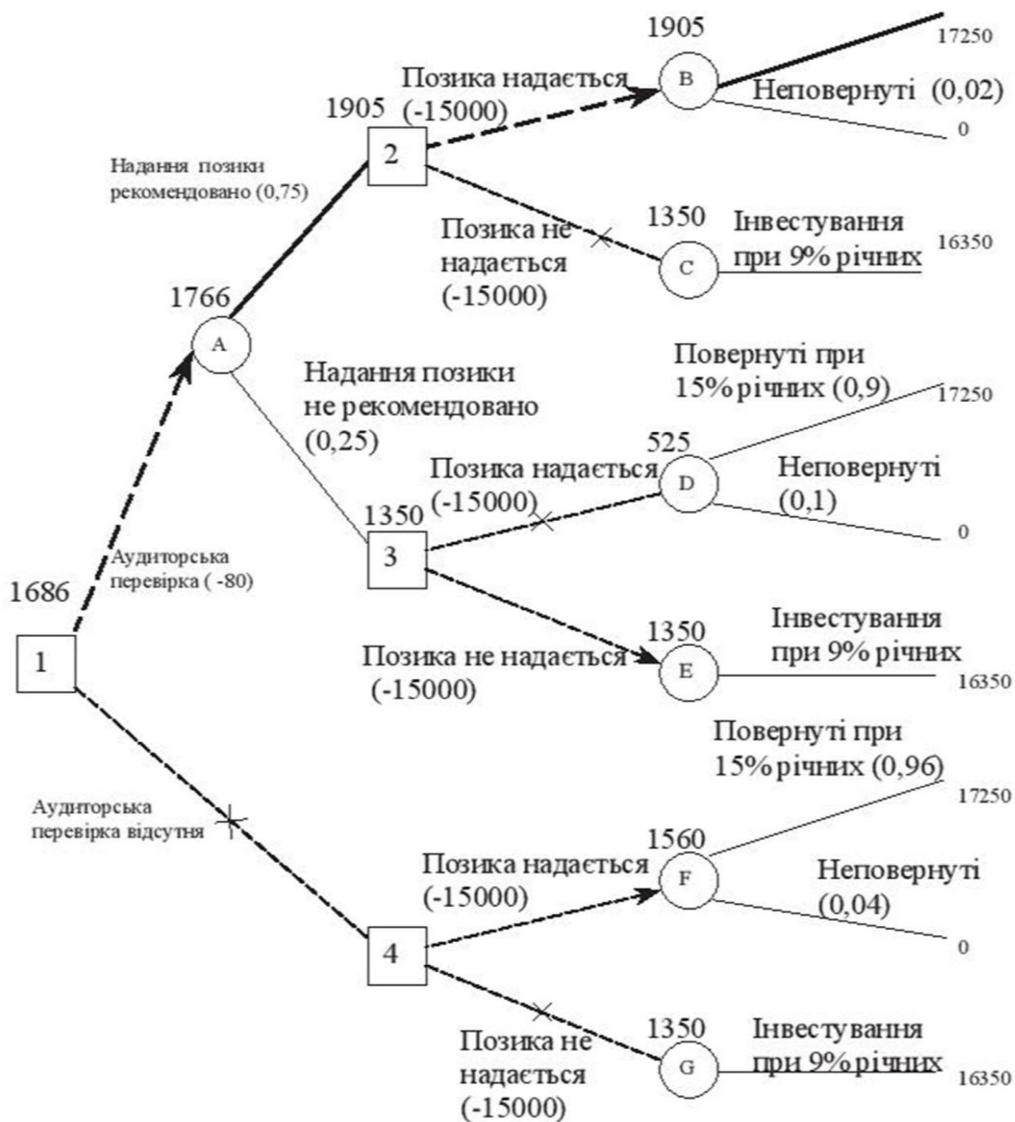 17250
1905
Позика надається
(-15000)
B
Неповернуті (0,02)
0
1905
2
Надання позики
рекомендовано (0,75)
Позика не
надається
(-15000)
1350
C
Інвестування
при 9% річних
16350
1766
A
Надання позики
не рекомендовано
(0,25)
Повернуті при
15% річних (0,9)
17250
525
D
Позика надається
(-15000)
Неповернуті
(0,1)
0
1350
3
Аудиторська
перевірка ( -80)
1686
1
Позика не надається
(-15000)
1350
E
Інвестування
при 9% річних
16350
Повернуті при
15% річних (0,96)
17250
Аудиторська
перевірка відсутня
1560
F
Позика надається
(-15000)
Неповернуті
(0,04)
0
4
Позика не
надається
(-15000)
1350
G
Інвестування
при 9% річних
16350